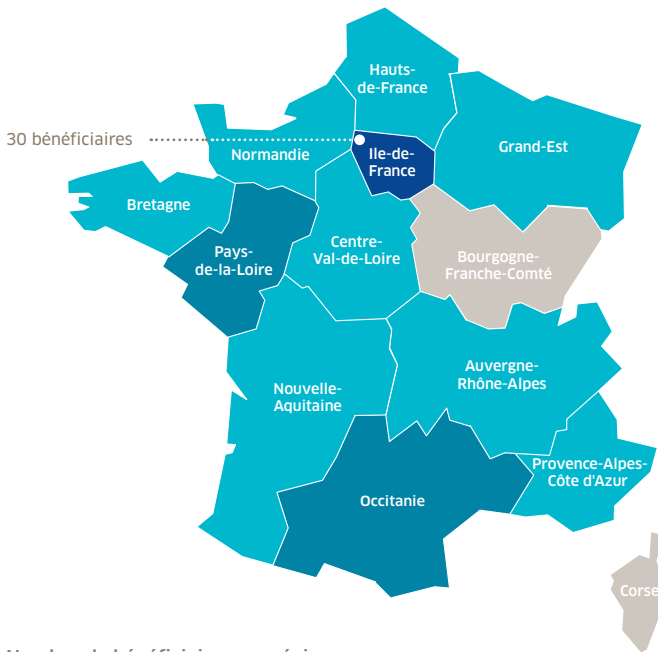 Hauts-
de-France
30 bénéficiaires
Normandie
Ile-de-
France
Grand-Est
Bretagne
Pays-
de-la-Loire
Centre-
Val-de-Loire
Bourgogne-
Franche-Comté
Nouvelle-
Aquitaine
Auvergne-
Rhône-Alpes
Provence-Alpes-
Côte d'Azur
Occitanie
Corse